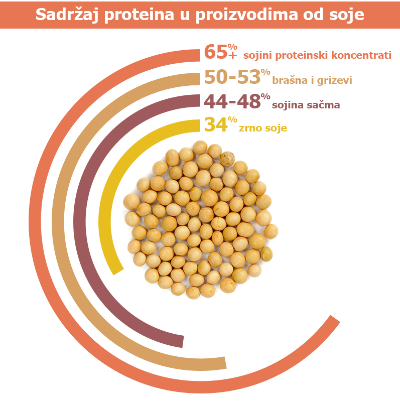 Sadržaj proteina u proizvodima od soje
65%+ sojini proteinski koncentrati
50-53% brašna i grizevi
44-48% sojina sačma
34% zrno soje